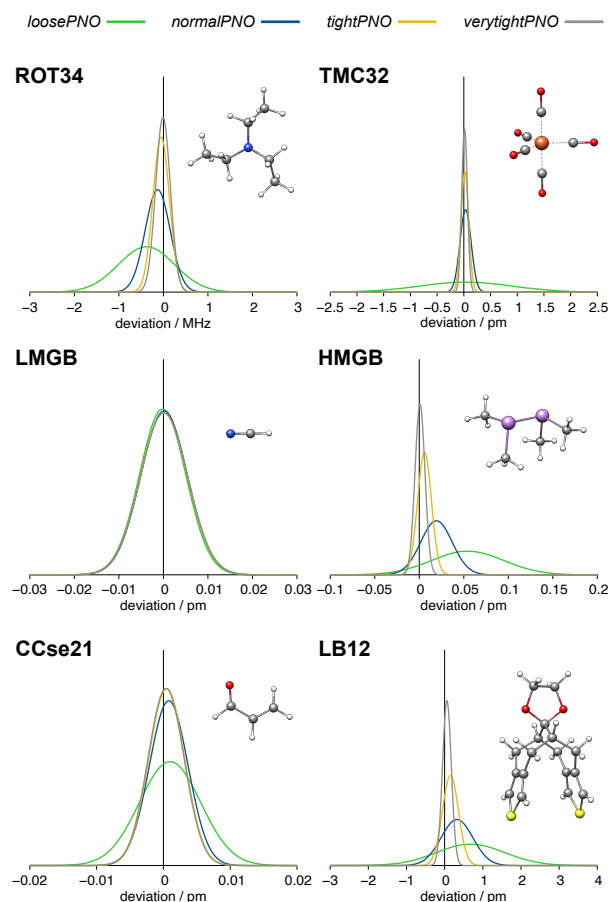 loosePNO normalPNO tightPNO verytightPNO
ROT34
−3 −2 −1 0 1 2 3
deviation / MHz
TMC32
−2.5 −2 −1.5 −1 −0.5 0 0.5 1 1.5 2 2.5
deviation / pm
LMGB
−0.03 −0.02 −0.01 0 0.01 0.02 0.03
deviation / pm
HMGB
−0.1 −0.05 0 0.05 0.1 0.15 0.2
deviation / pm
CCse21
−0.02 −0.01 0 0.01 0.02
deviation / pm
LB12
−3 −2 −1 0 1 2 3 4
deviation / pm